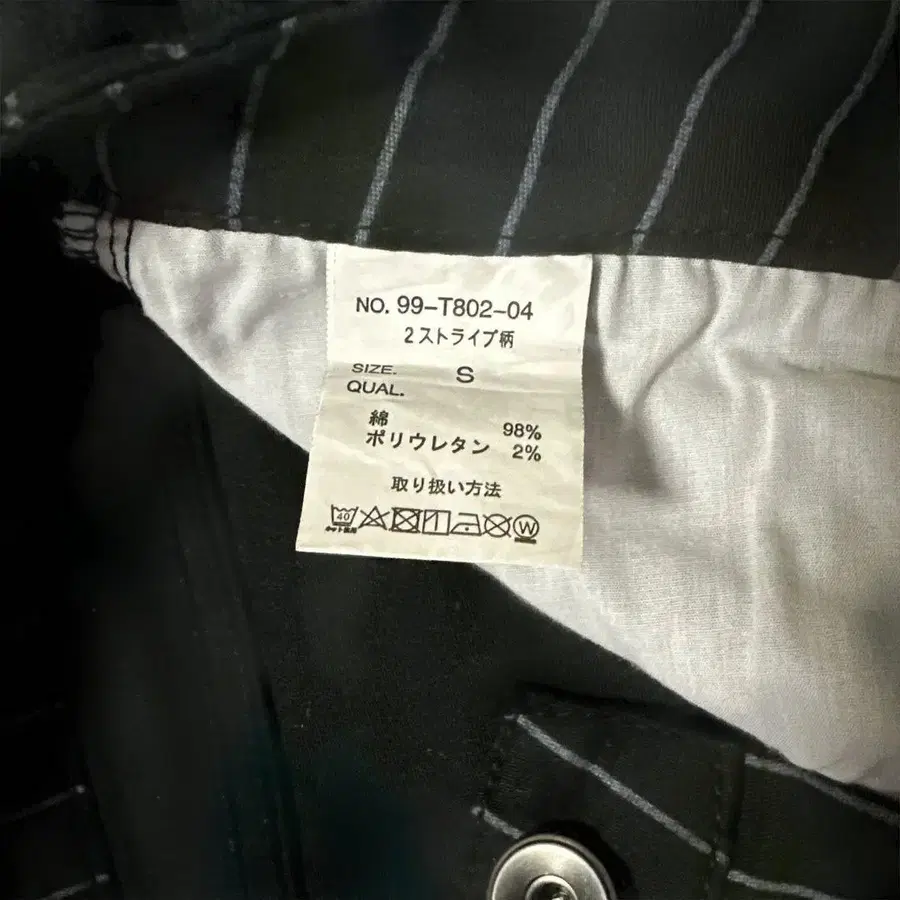 NO. 99-T802-04
2ストライプ柄
SIZE. S
QUAL.
綿 98%
ポリウレタン 2%
取り扱い方法
40 W